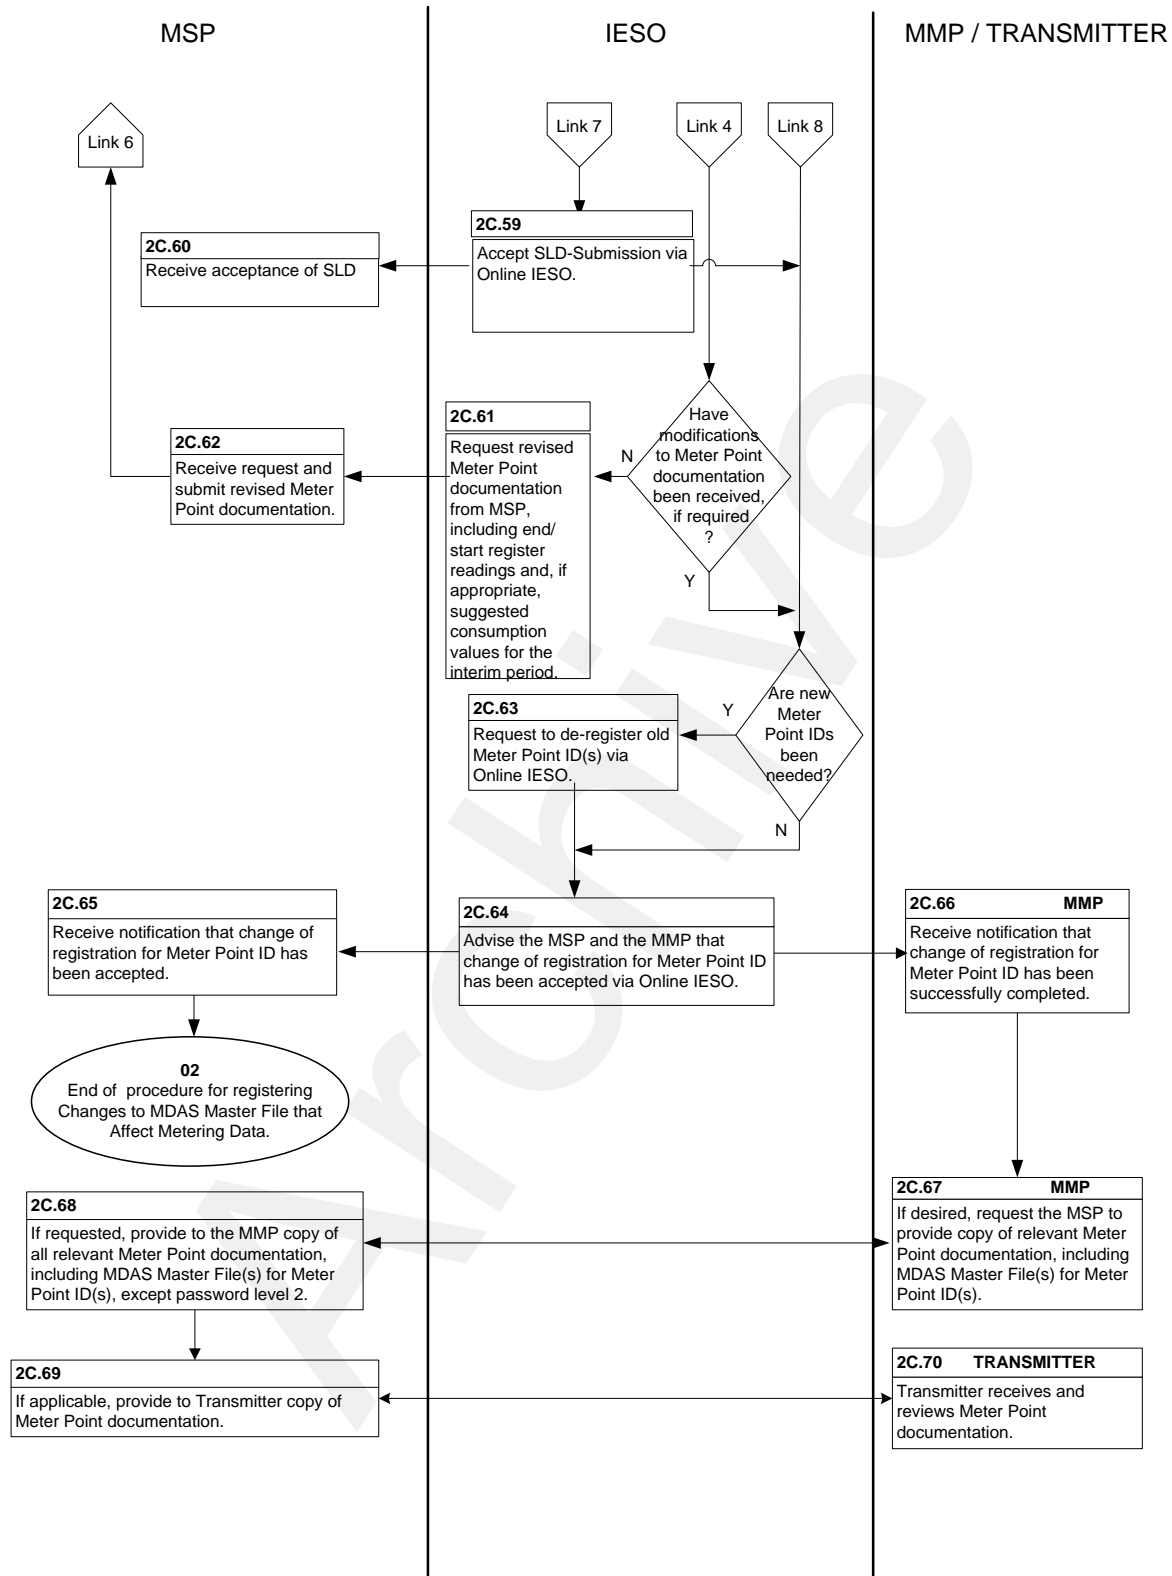 MSP
IESO
MMP / TRANSMITTER
Link 6
Link 7
Link 4
Link 8
2C.59
Accept SLD-Submission via
Online IESO.
2C.60
Receive acceptance of SLD
Have
modifications
to Meter Point
documentation
been received,
if required
?
N
Y
2C.61
Request revised
Meter Point
documentation
from MSP,
including end/
start register
readings and, if
appropriate,
suggested
consumption
values for the
interim period.
2C.62
Receive request and
submit revised Meter
Point documentation.
Are new
Meter
Point IDs
been
needed?
Y
N
2C.63
Request to de-register old
Meter Point ID(s) via
Online IESO.
2C.65
Receive notification that change of
registration for Meter Point ID has
been accepted.
2C.64
Advise the MSP and the MMP that
change of registration for Meter Point ID
has been accepted via Online IESO.
2C.66 MMP
Receive notification that
change of registration for
Meter Point ID has been
successfully completed.
02
End of procedure for registering
Changes to MDAS Master File that
Affect Metering Data.
2C.68
If requested, provide to the MMP copy of
all relevant Meter Point documentation,
including MDAS Master File(s) for Meter
Point ID(s), except password level 2.
2C.67 MMP
If desired, request the MSP to
provide copy of relevant Meter
Point documentation, including
MDAS Master File(s) for Meter
Point ID(s).
2C.69
If applicable, provide to Transmitter copy of
Meter Point documentation.
2C.70 TRANSMITTER
Transmitter receives and
reviews Meter Point
documentation.
Archive